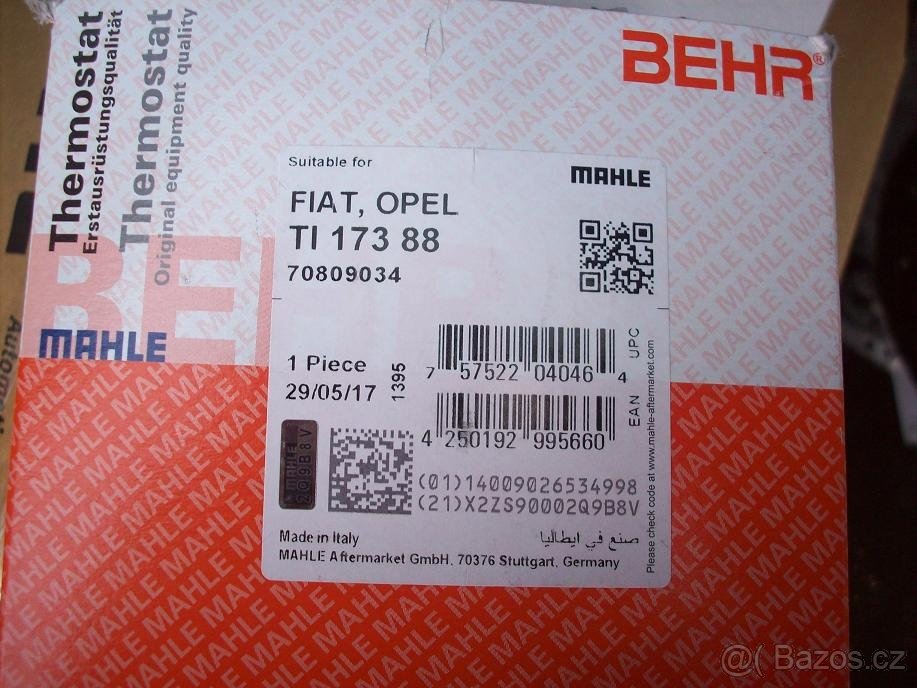 Thermostat
Erstausrüstungsqualität
Thermostat
Original equipment quality
BEHR®
BEHR
MAHLE
Suitable for
MAHLE
FIAT, OPEL
TI 173 88
70809034
1 Piece
29/05/17
1395
7 57522 04046 4
UPC
4 250192 995660
EAN
MAHLE
2Q9B8V
(01)14009026534998
(21)X2ZS90002Q9B8V
Made in Italy
صنع في ايطاليا
MAHLE Aftermarket GmbH, 70376 Stuttgart, Germany
Please check code at www.mahle-aftermarket.com
@( Bazos.cz